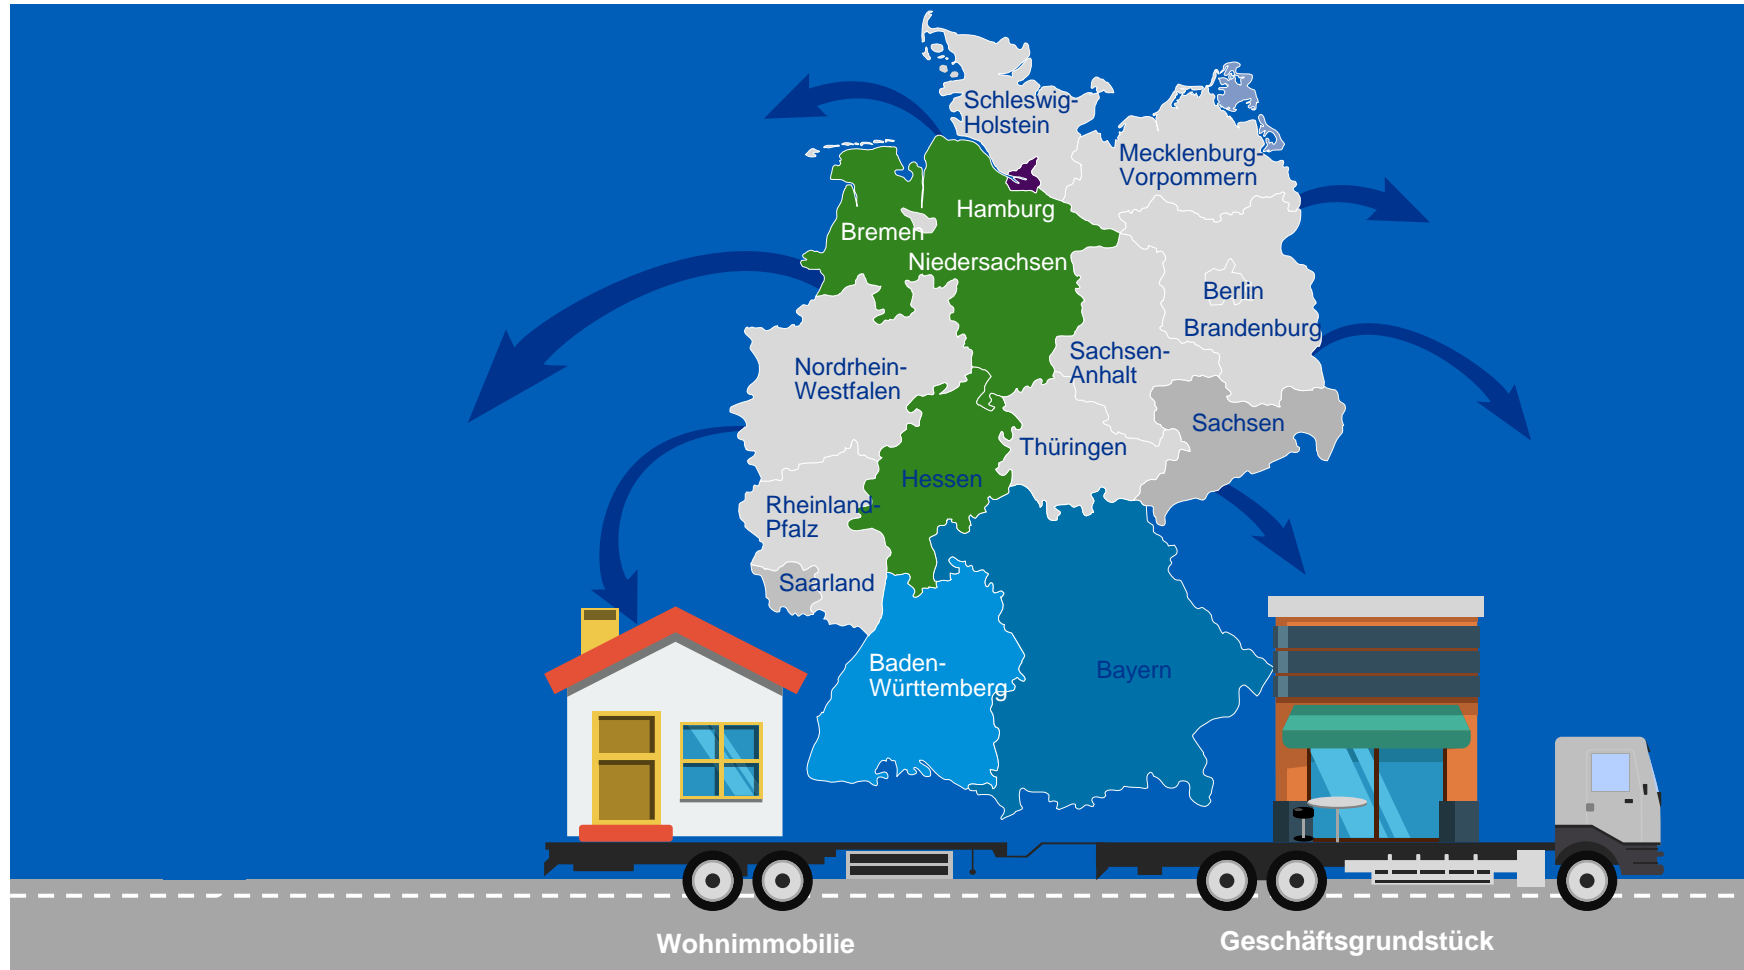 Schleswig-
Holstein
Mecklenburg-
Vorpommern
Hamburg
Bremen
Niedersachsen
Berlin
Brandenburg
Sachsen-
Anhalt
Nordrhein-
Westfalen
Sachsen
Thüringen
Hessen
Rheinland-
Pfalz
Saarland
Baden-
Württemberg
Bayern
Wohnimmobilie
Geschäftsgrundstück